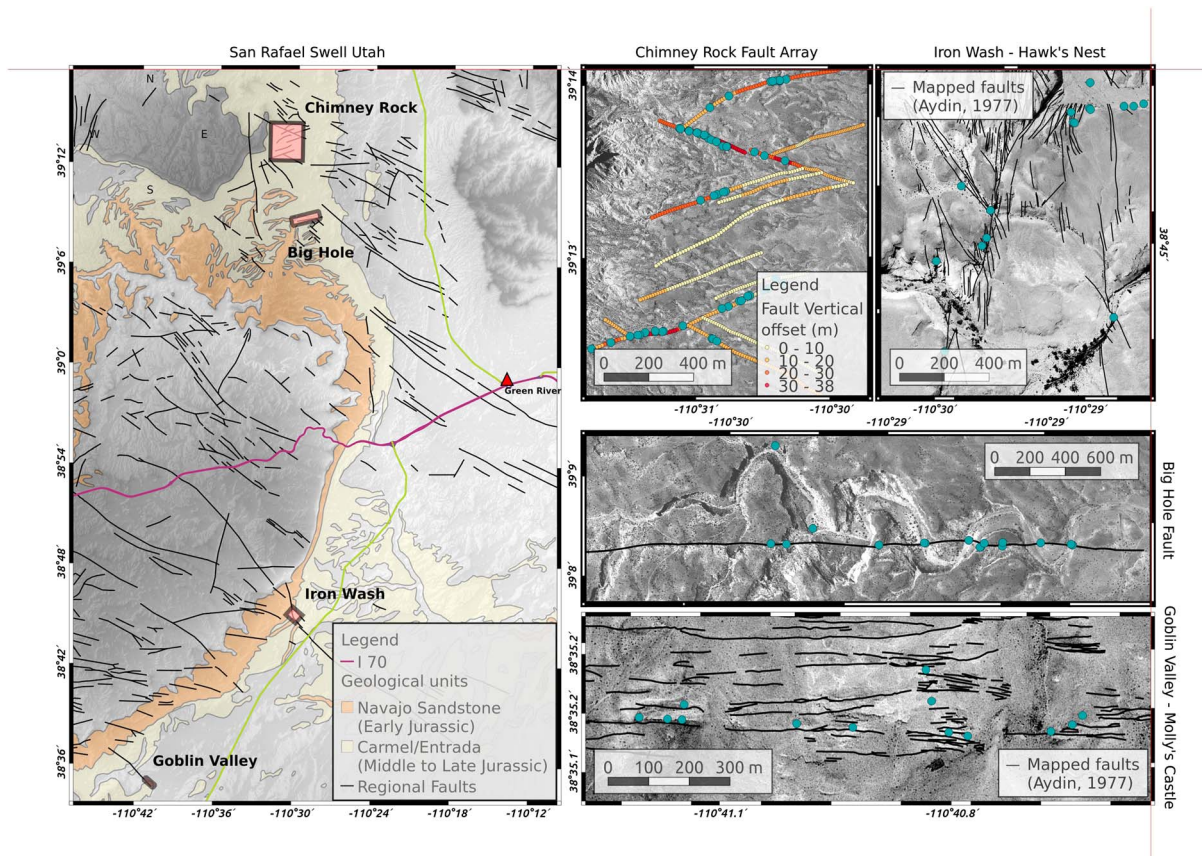 San Rafael Swell Utah
Chimney Rock Fault Array
Iron Wash - Hawk's Nest
N
W
E
S
Chimney Rock
Big Hole
Green River
Iron Wash
Goblin Valley
Legend
I 70
Geological units
Navajo Sandstone
(Early Jurassic)
Carmel/Entrada
(Middle to Late Jurassic)
Regional Faults
39°12´
39°6´
39°0´
38°54´
38°48´
38°42´
38°36´
-110°42´
-110°36´
-110°30´
-110°24´
-110°18´
-110°12´
39°14´
39°13´
Legend
Fault Vertical
offset (m)
0 - 10
10 - 20
20 - 30
30 - 38
0 200 400 m
-110°31´
-110°30´
Mapped faults
(Aydin, 1977)
0 200 400 m
38°45´
-110°30´
-110°29´
-110°30´
-110°29´
-110°29´
39°9´
39°8´
0 200 400 600 m
Big Hole Fault
38°35.2´
38°35.2´
38°35.1´
0 100 200 300 m
Mapped faults
(Aydin, 1977)
-110°41.1´
-110°40.8´
Goblin Valley - Molly's Castle